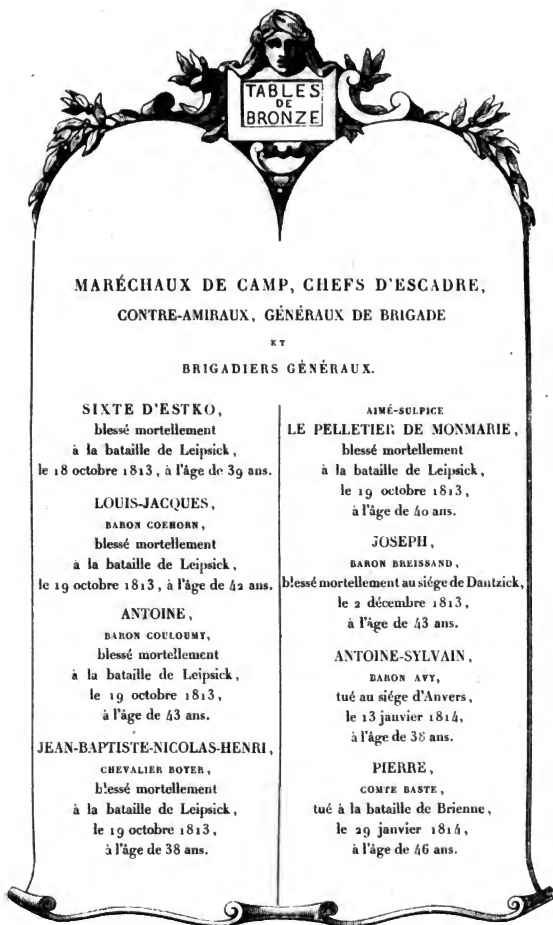 TABLES
DE
BRONZE
MARÉCHAUX DE CAMP, CHEFS D'ESCADRE,
CONTRE-AMIRAUX, GÉNÉRAUX DE BRIGADE
ET
BRIGADIERS GÉNÉRAUX.
SIXTE D'ESTKO,
blessé mortellement
à la bataille de Leipsick,
le 18 octobre 1813, à l'âge de 39 ans.
LOUIS-JACQUES,
BARON COEHORN,
blessé mortellement
à la bataille de Leipsick,
le 19 octobre 1813, à l'âge de 42 ans.
ANTOINE,
BARON COULOUMY,
blessé mortellement
à la bataille de Leipsick,
le 19 octobre 1813,
à l'âge de 43 ans.
JEAN-BAPTISTE-NICOLAS-HENRI,
CHEVALIER BOYER,
blessé mortellement
à la bataille de Leipsick,
le 19 octobre 1813,
à l'âge de 38 ans.
AIMÉ-SULPICE
LE PELLETIER DE MONMARIE,
blessé mortellement
à la bataille de Leipsick,
le 19 octobre 1813,
à l'âge de 40 ans.
JOSEPH,
BARON BREISSAND,
blessé mortellement au siége de Dantzick,
le 2 décembre 1813,
à l'âge de 43 ans.
ANTOINE-SYLVAIN,
BARON AVY,
tué au siége d'Anvers,
le 13 janvier 1814,
à l'âge de 38 ans.
PIERRE,
COMTE BASTE,
tué à la bataille de Brienne,
le 29 janvier 1814,
à l'âge de 46 ans.